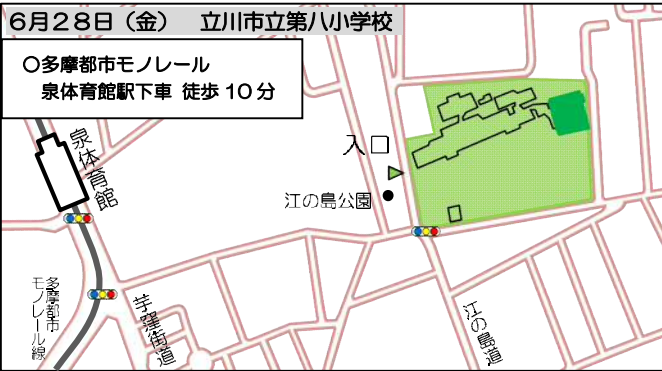 6月28日（金）　立川市立第八小学校
○多摩都市モノレール
泉体育館駅下車 徒歩10分
泉体育館
入口
江の島公園
多摩都市
モノレール線
芋窪街道
江の島道